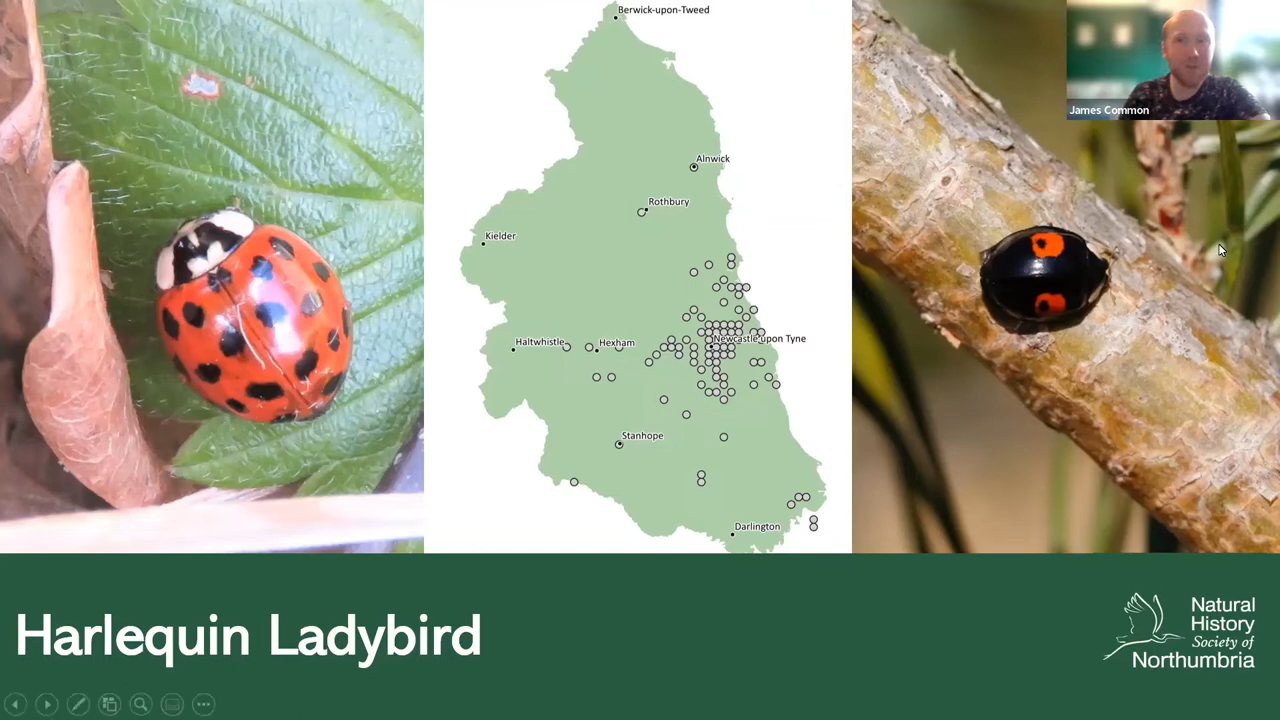 Berwick-upon-Tweed
James Common
Alnwick
Rothbury
Kielder
Newcastle-upon Tyne
Haltwhistle
Hexham
Stanhope
Darlington
Harlequin Ladybird
Natural
History
Society of
Northumbria